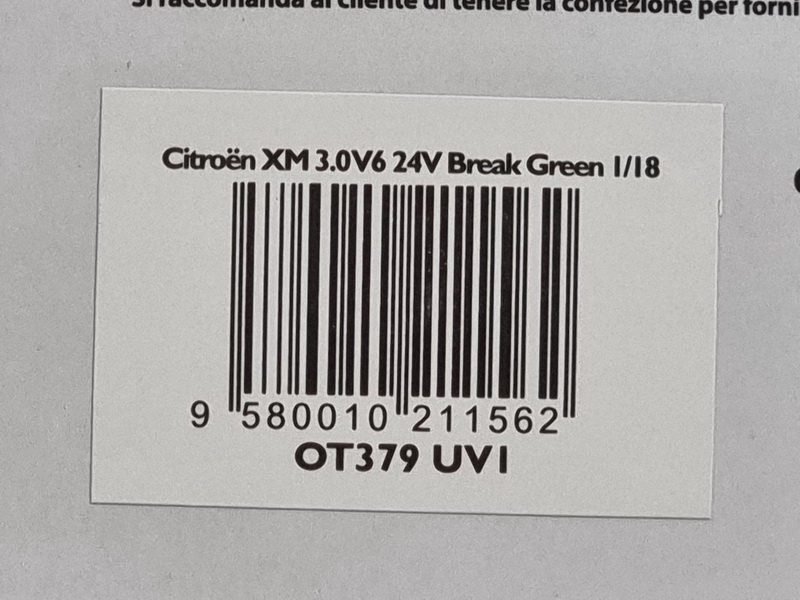 Si raccomanda al cliente di tenere la confezione per forni
Citroën XM 3.0V6 24V Break Green 1/18
9 580010 211562
OT379 UV1